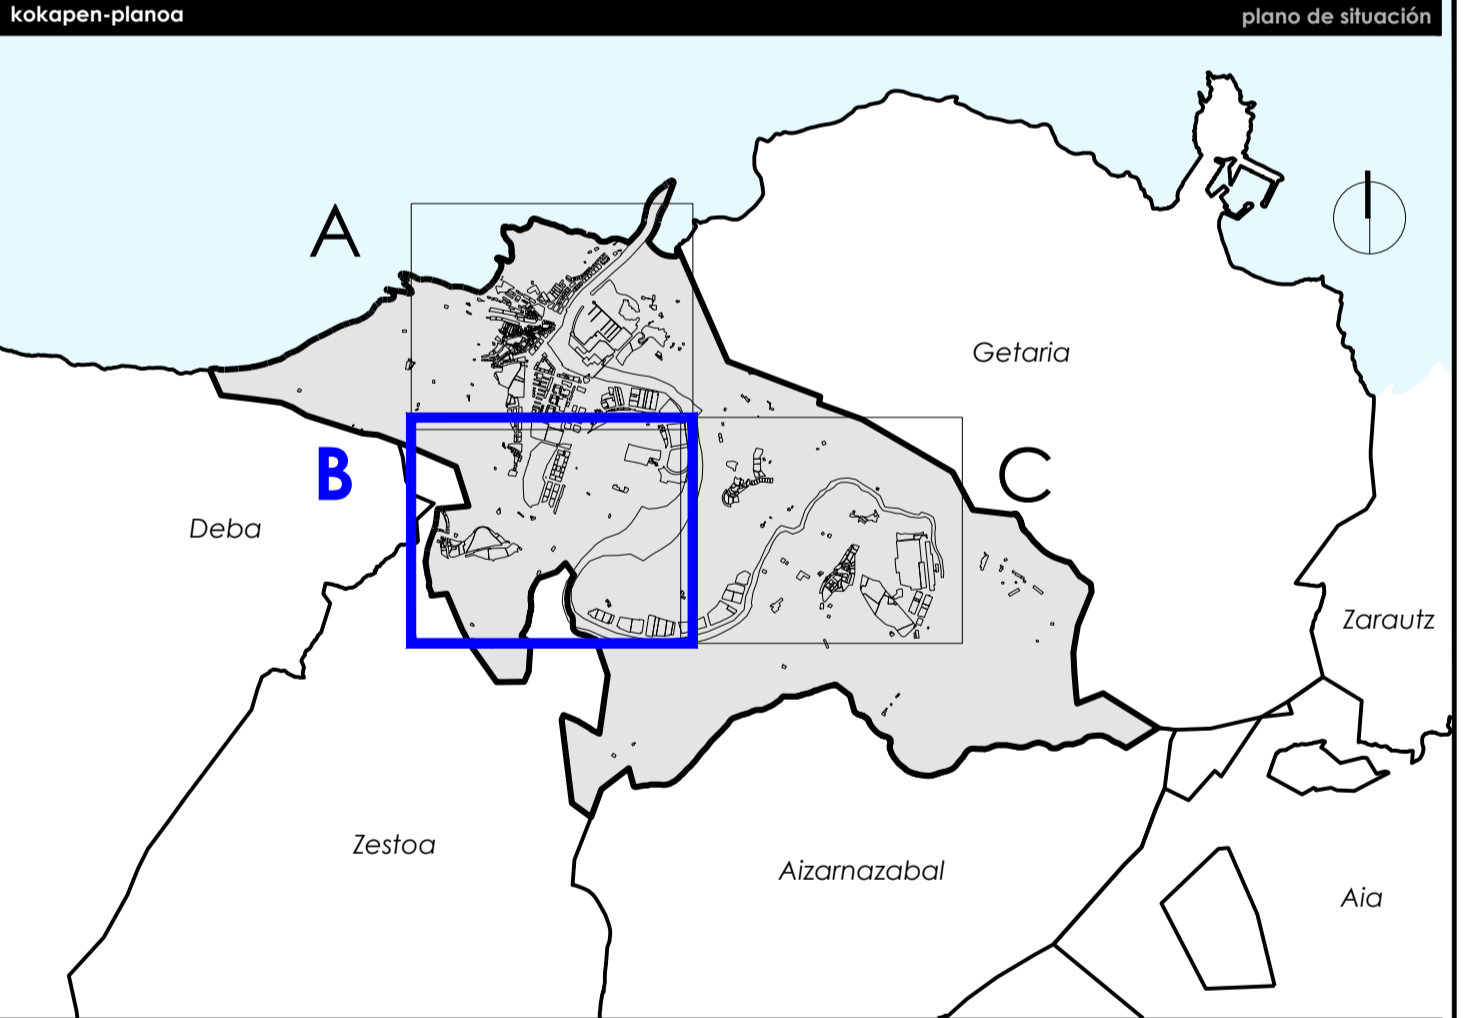 kokapen-planoa
plano de situación
A
Getaria
B
C
Deba
Zarautz
Zestoa
Aizarnazabal
Aia